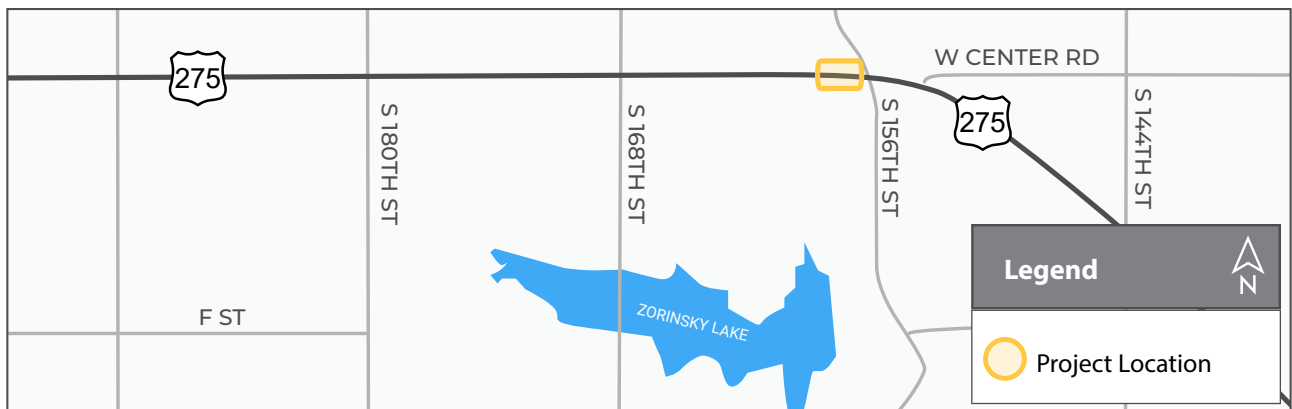 W CENTER RD
275
275
S 180TH ST
S 168TH ST
S 156TH ST
S 144TH ST
F ST
ZORINSKY LAKE
Legend
N
Project Location